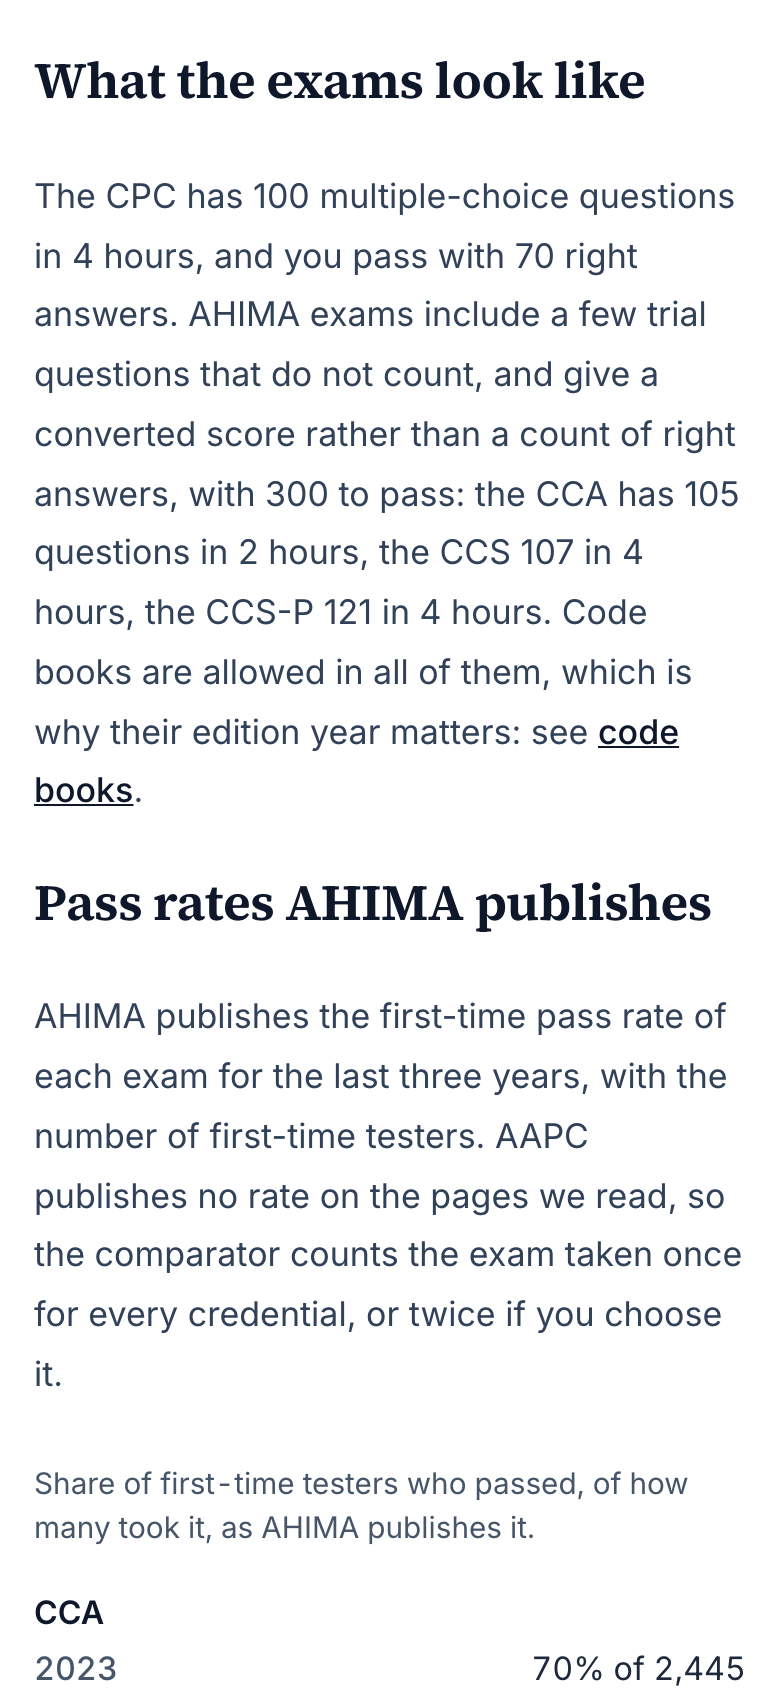 What the exams look like
The CPC has 100 multiple-choice questions
in 4 hours, and you pass with 70 right
answers. AHIMA exams include a few trial
questions that do not count, and give a
converted score rather than a count of right
answers, with 300 to pass: the CCA has 105
questions in 2 hours, the CCS 107 in 4
hours, the CCS-P 121 in 4 hours. Code
books are allowed in all of them, which is
why their edition year matters: see code
books.
Pass rates AHIMA publishes
AHIMA publishes the first-time pass rate of
each exam for the last three years, with the
number of first-time testers. AAPC
publishes no rate on the pages we read, so
the comparator counts the exam taken once
for every credential, or twice if you choose
it.
Share of first-time testers who passed, of how
many took it, as AHIMA publishes it.
CCA
2023 70% of 2,445